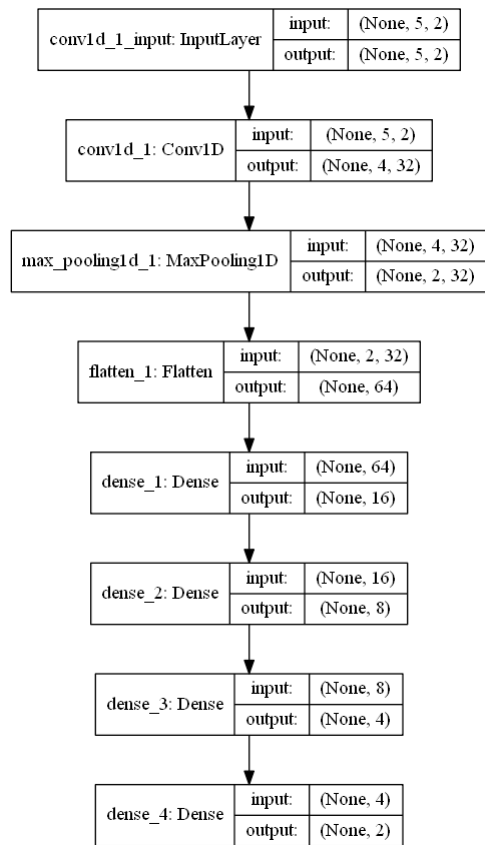 conv1d_1_input: InputLayer
input: (None, 5, 2)
output: (None, 5, 2)
conv1d_1: Conv1D
input: (None, 5, 2)
output: (None, 4, 32)
max_pooling1d_1: MaxPooling1D
input: (None, 4, 32)
output: (None, 2, 32)
flatten_1: Flatten
input: (None, 2, 32)
output: (None, 64)
dense_1: Dense
input: (None, 64)
output: (None, 16)
dense_2: Dense
input: (None, 16)
output: (None, 8)
dense_3: Dense
input: (None, 8)
output: (None, 4)
dense_4: Dense
input: (None, 4)
output: (None, 2)